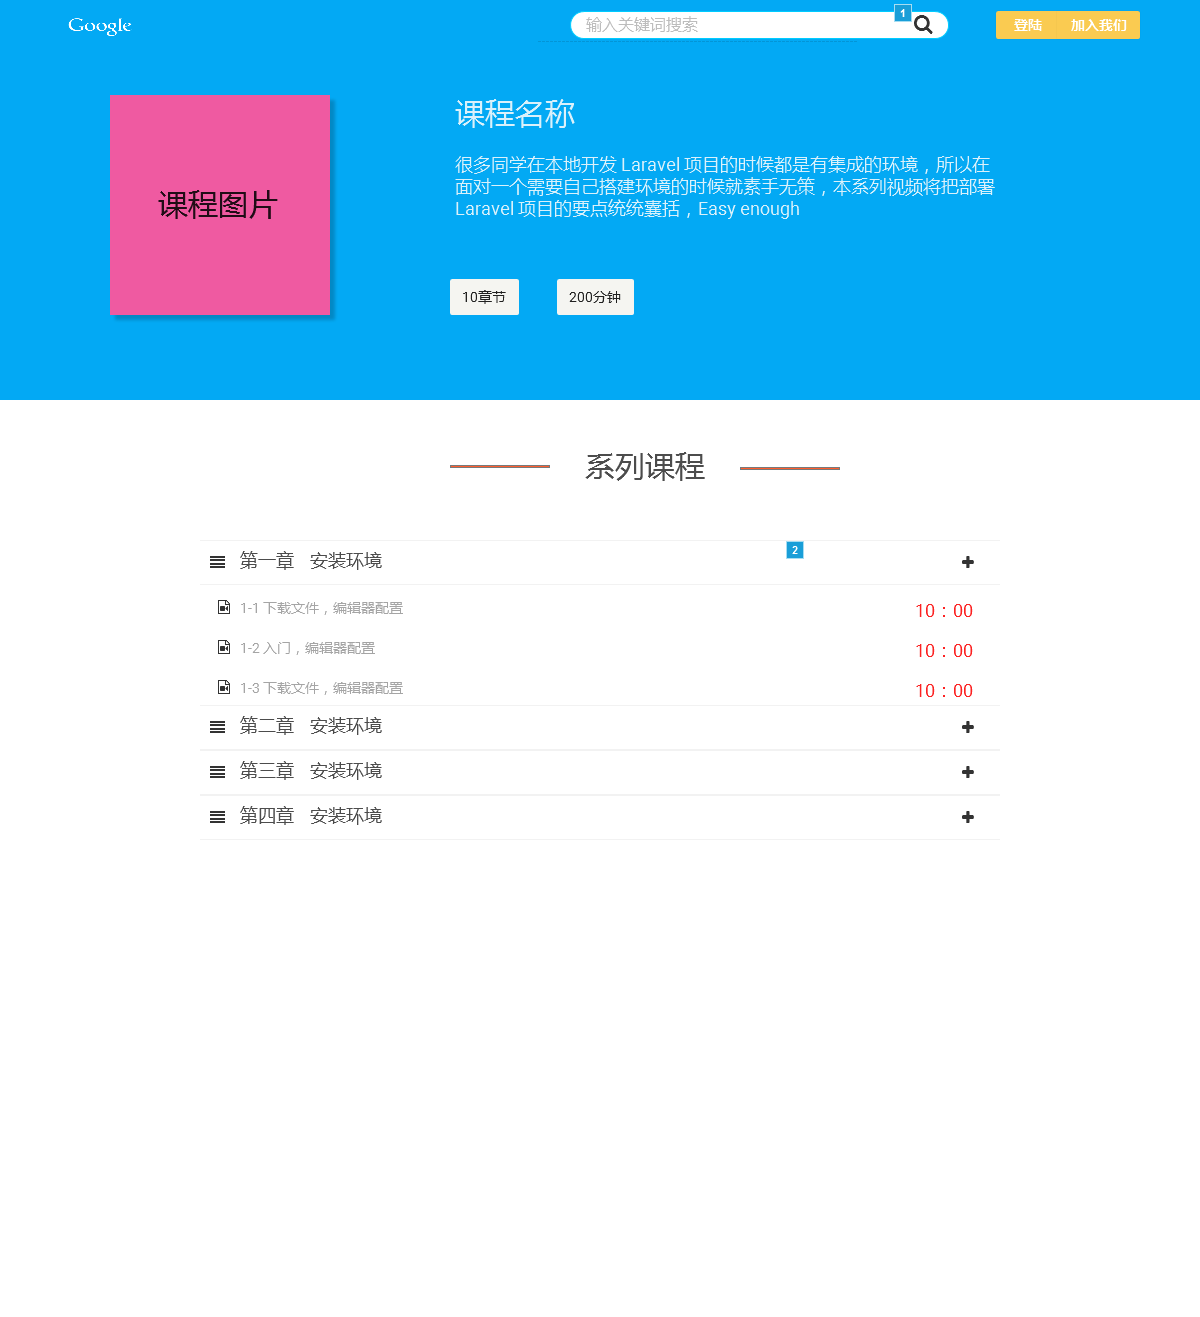 Google
输入关键词搜索
1
登陆
加入我们
课程图片
课程名称
很多同学在本地开发 Laravel 项目的时候都是有集成的环境，所以在
面对一个需要自己搭建环境的时候就素手无策，本系列视频将把部署
Laravel 项目的要点统统囊括，Easy enough
10章节
200分钟
系列课程
2
第一章 安装环境
1-1 下载文件，编辑器配置
10：00
1-2 入门，编辑器配置
10：00
1-3 下载文件，编辑器配置
10：00
第二章 安装环境
第三章 安装环境
第四章 安装环境